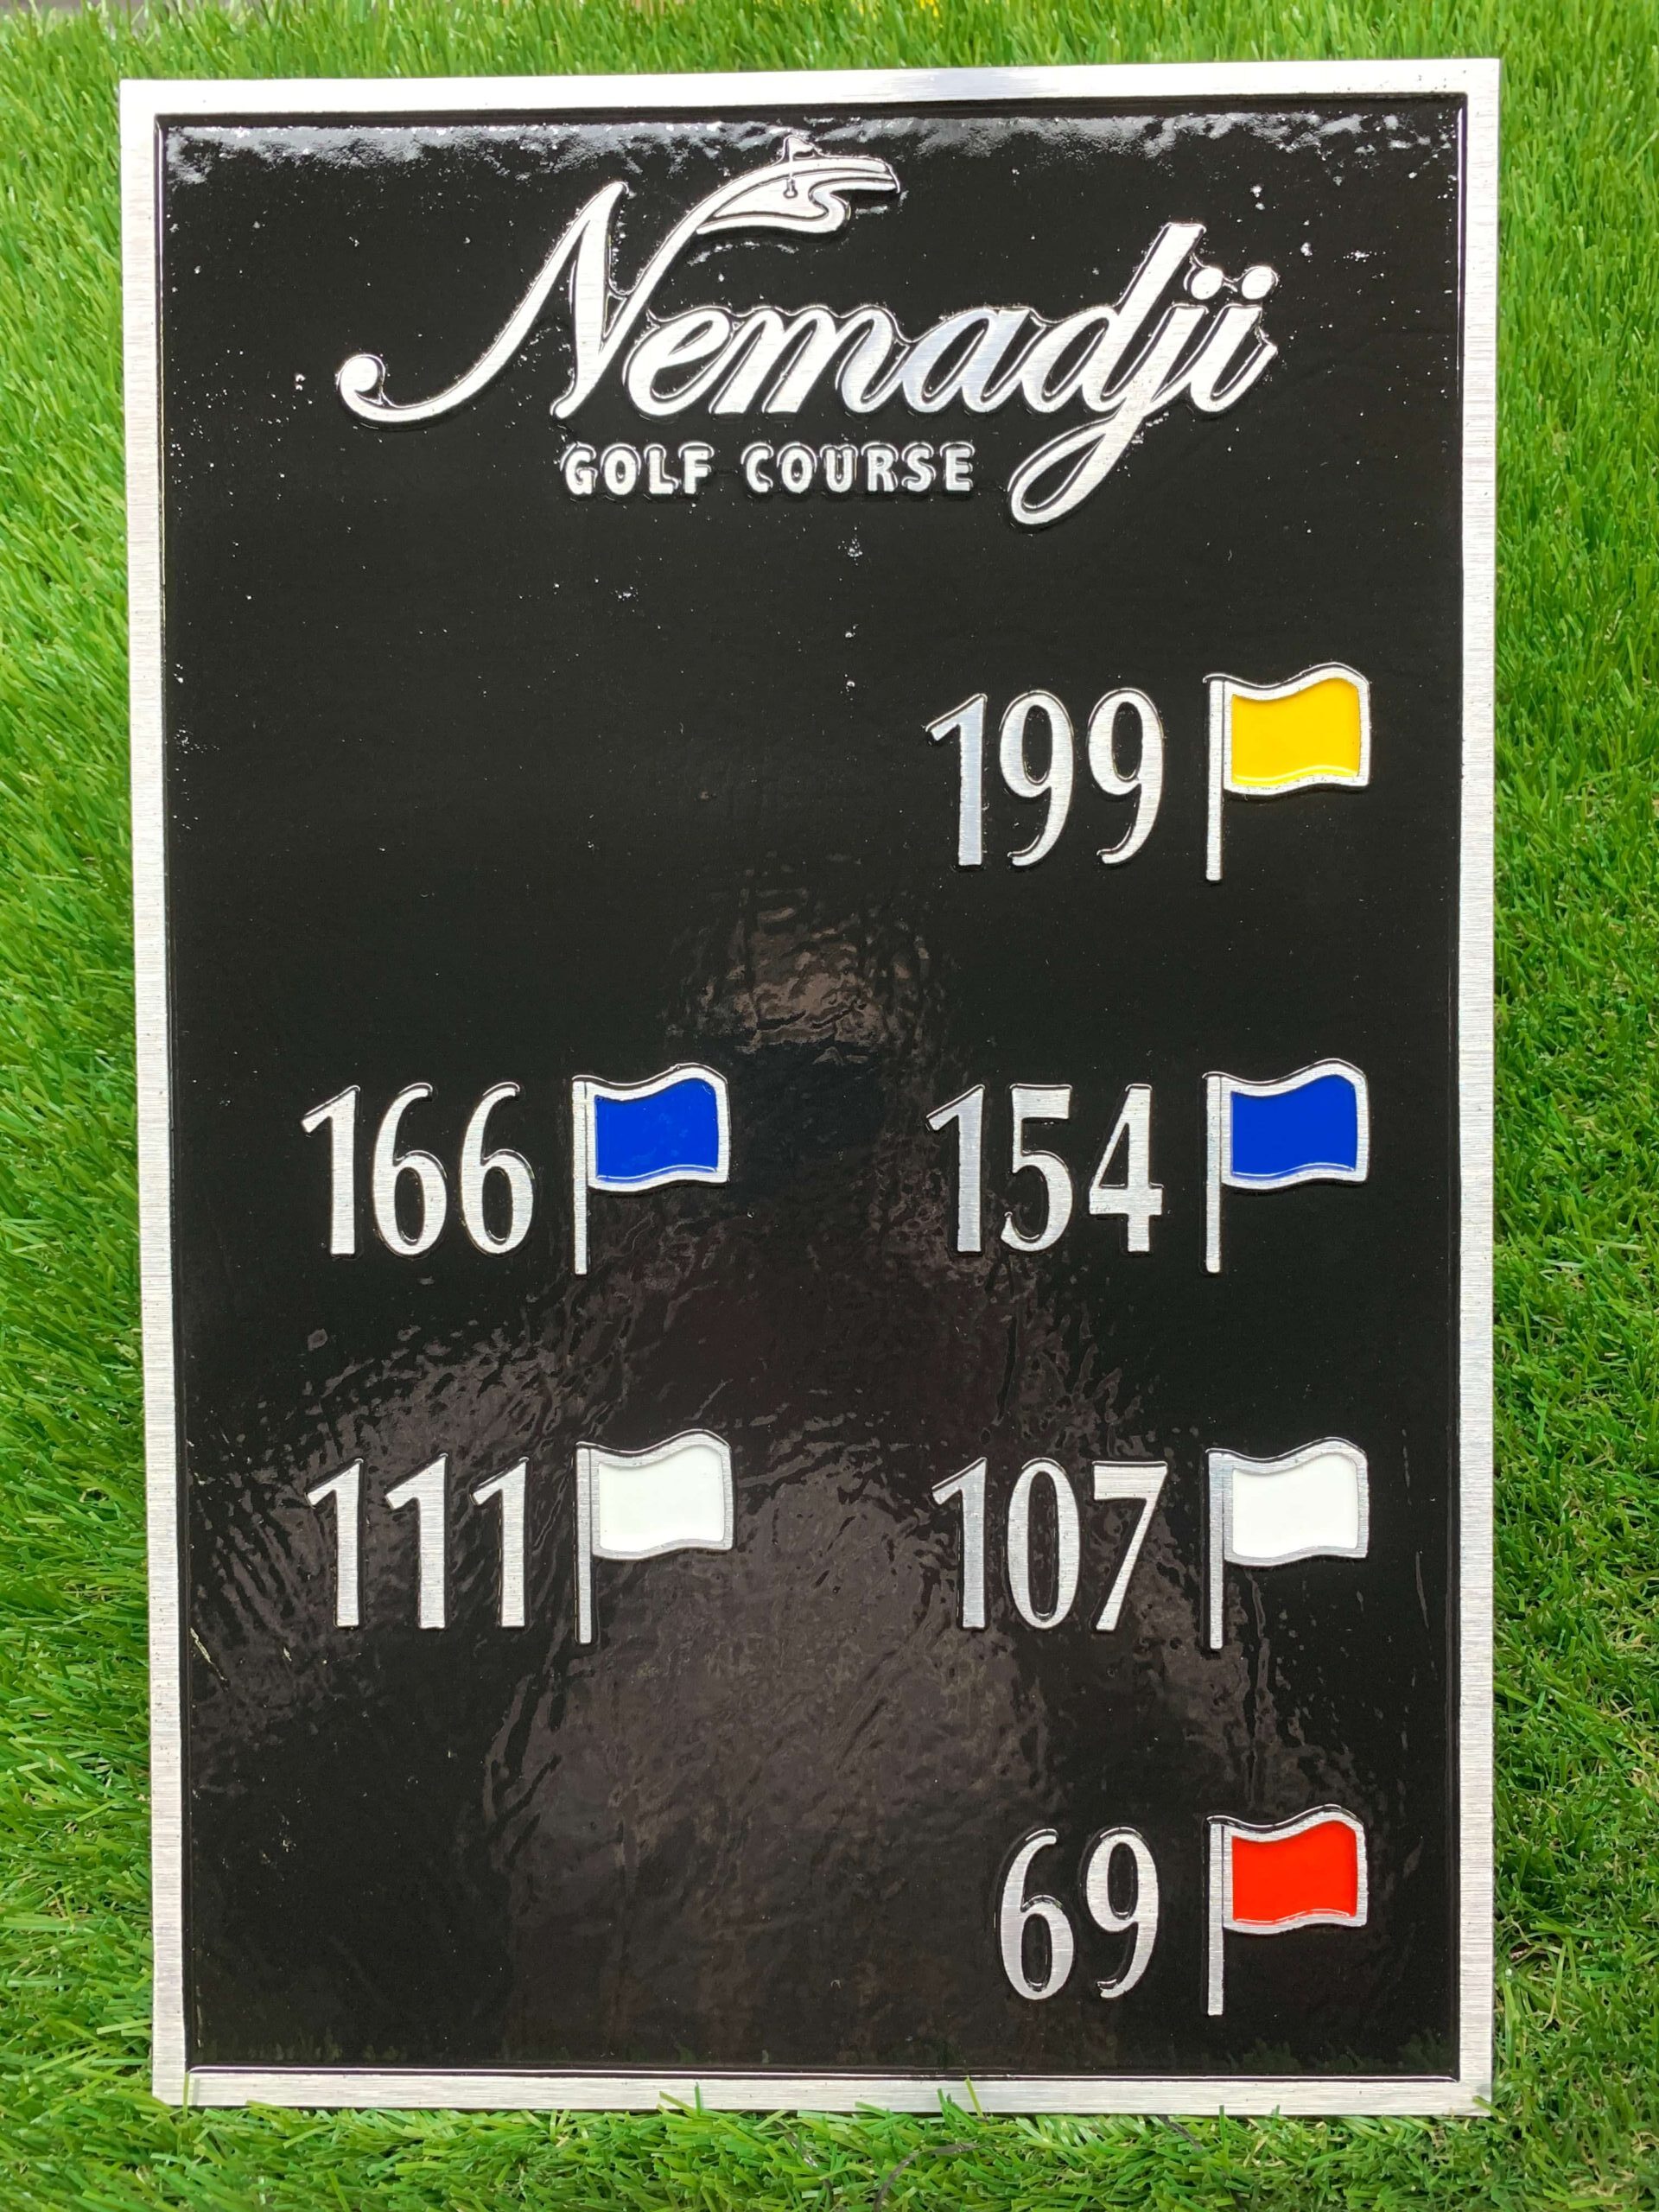 Nemadji
GOLF COURSE
199
166 154
111 107
69